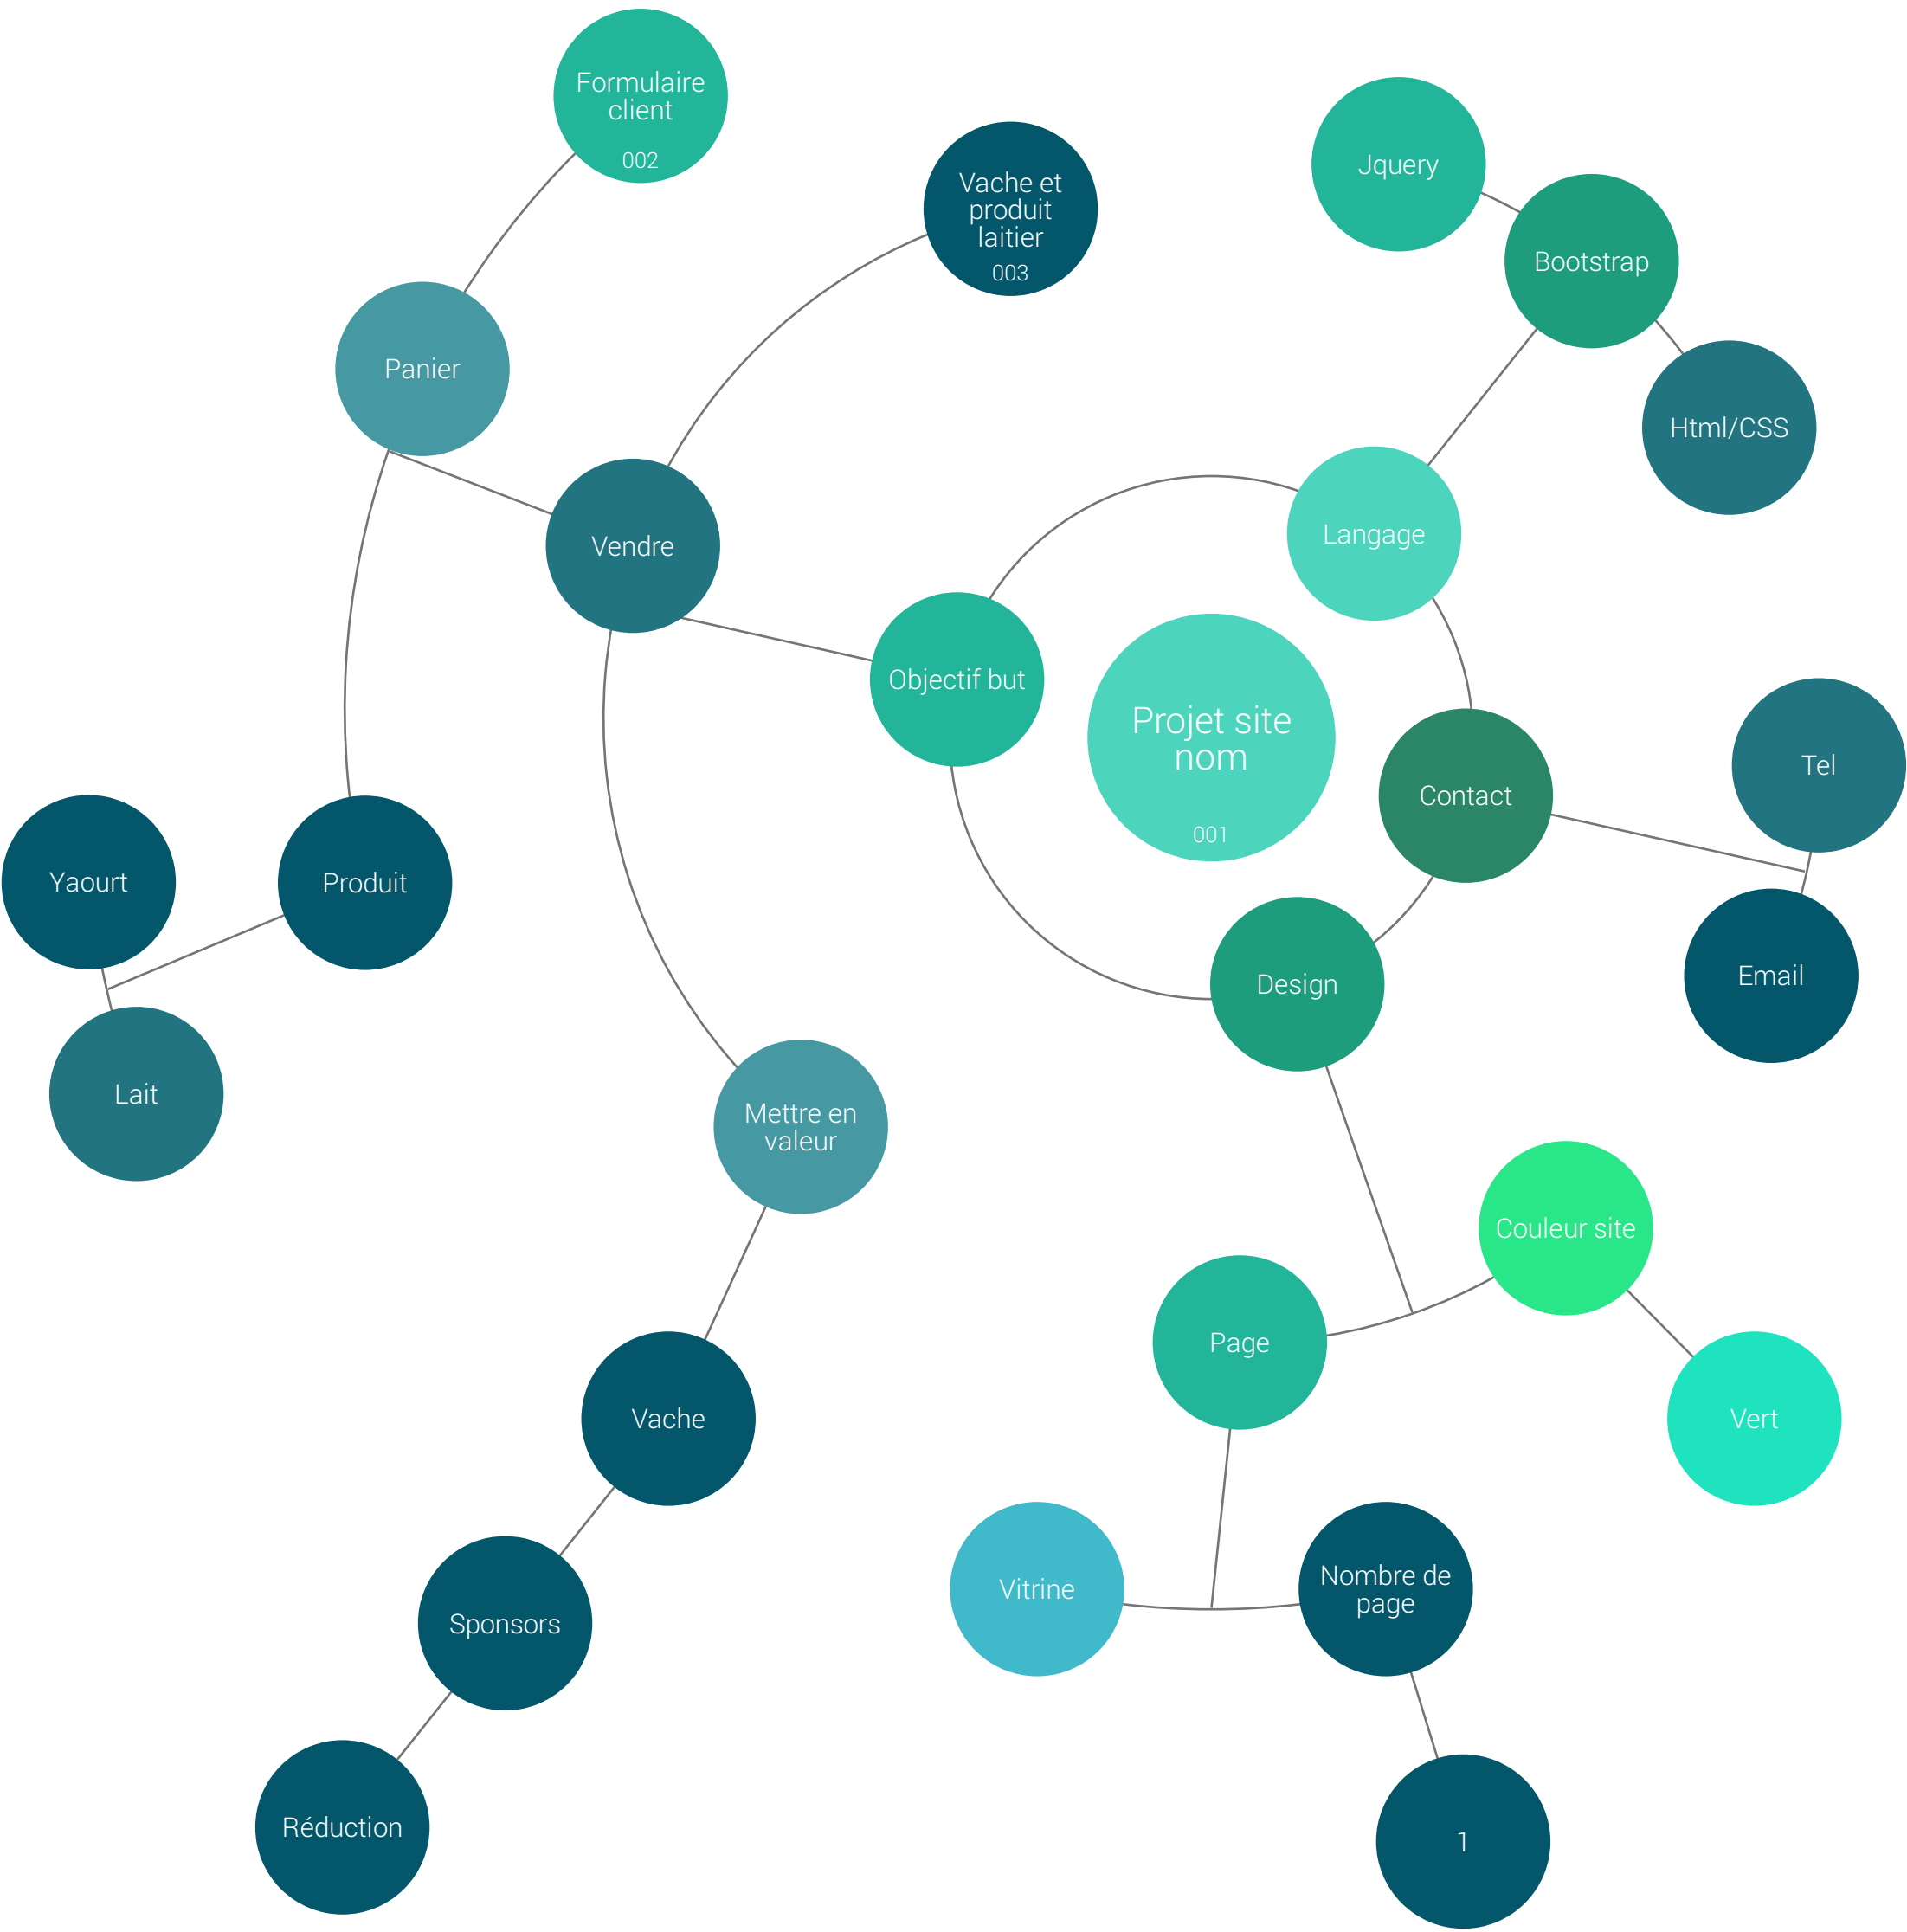 Formulaire
client
002
Vache et
produit
laitier
003
Jquery
Bootstrap
Panier
Html/CSS
Vendre
Langage
Objectif but
Projet site
nom
001
Contact
Tel
Yaourt
Produit
Design
Email
Lait
Mettre en
valeur
Couleur site
Page
Vache
Vert
Vitrine
Nombre de
page
Sponsors
Réduction
1